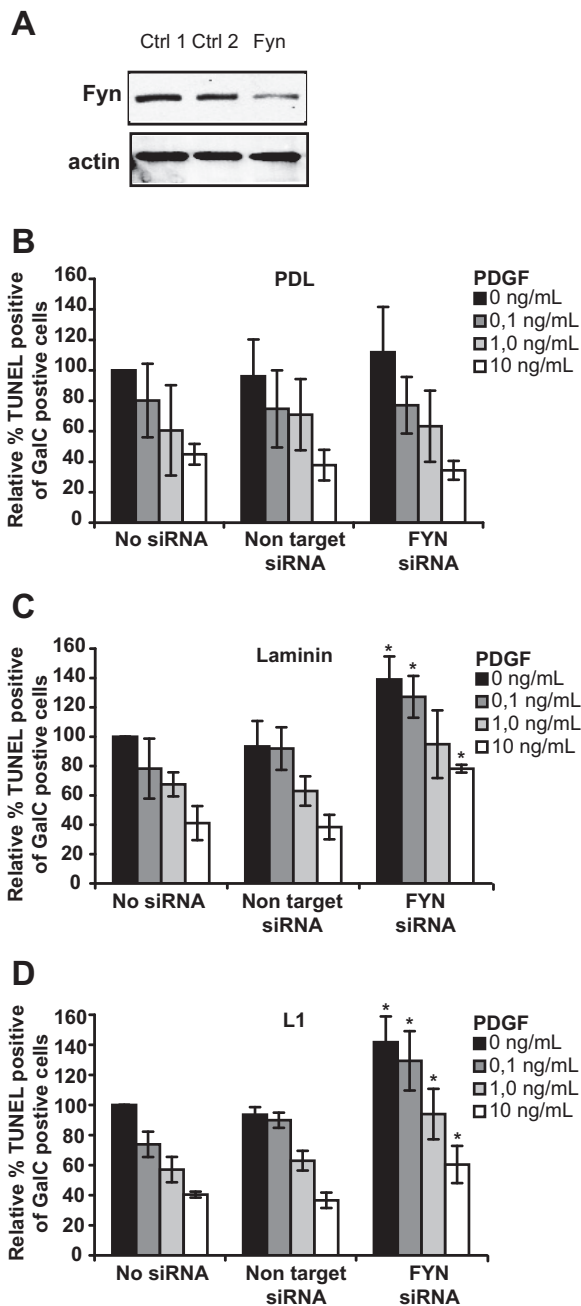 A
Ctrl 1 Ctrl 2 Fyn
Fyn
actin
B
PDL
Relative % TUNEL positive
of GalC postive cells
160
140
120
100
80
60
40
20
0
No siRNA
Non target
siRNA
FYN
siRNA
PDGF
0 ng/mL
0,1 ng/mL
1,0 ng/mL
10 ng/mL
C
Laminin
Relative % TUNEL positive
of GalC postive cells
160
140
120
100
80
60
40
20
0
* * *
No siRNA
Non target
siRNA
FYN
siRNA
PDGF
0 ng/mL
0,1 ng/mL
1,0 ng/mL
10 ng/mL
D
L1
Relative % TUNEL positive
of GalC postive cells
160
140
120
100
80
60
40
20
0
* * * *
No siRNA
Non target
siRNA
FYN
siRNA
PDGF
0 ng/mL
0,1 ng/mL
1,0 ng/mL
10 ng/mL